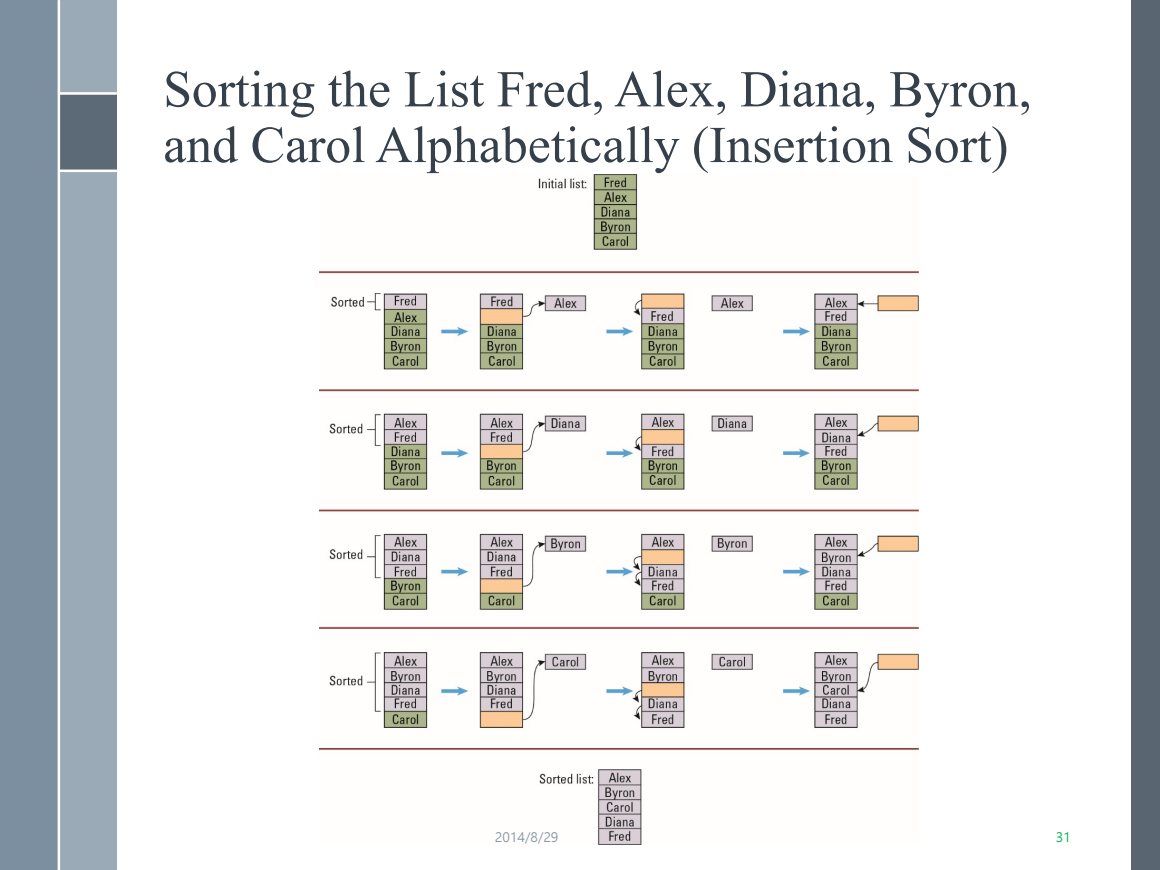 Sorting the List Fred, Alex, Diana, Byron,
and Carol Alphabetically (Insertion Sort)
Initial list:
Fred
Alex
Diana
Byron
Carol
Sorted
Fred
Alex
Diana
Byron
Carol
Fred
Diana
Byron
Carol
Alex
Fred
Diana
Byron
Carol
Alex
Alex
Fred
Diana
Byron
Carol
Sorted
Alex
Fred
Diana
Byron
Carol
Alex
Fred
Byron
Carol
Diana
Alex
Fred
Byron
Carol
Diana
Alex
Diana
Fred
Byron
Carol
Sorted
Alex
Diana
Fred
Byron
Carol
Alex
Diana
Fred
Carol
Byron
Alex
Diana
Fred
Carol
Byron
Alex
Byron
Diana
Fred
Carol
Sorted
Alex
Byron
Diana
Fred
Carol
Alex
Byron
Diana
Fred
Carol
Alex
Byron
Diana
Fred
Carol
Alex
Byron
Carol
Diana
Fred
Sorted list:
Alex
Byron
Carol
Diana
Fred
2014/8/29
31